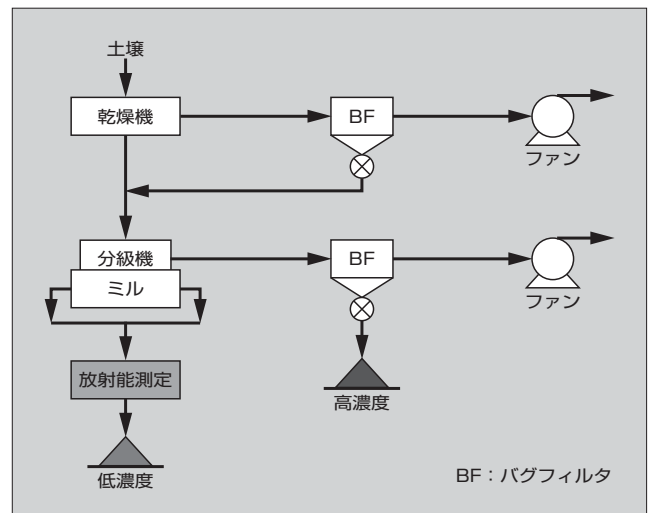 土壌
乾燥機
BF
ファン
分級機
BF
ファン
ミル
放射能測定
高濃度
低濃度
BF：バグフィルタ